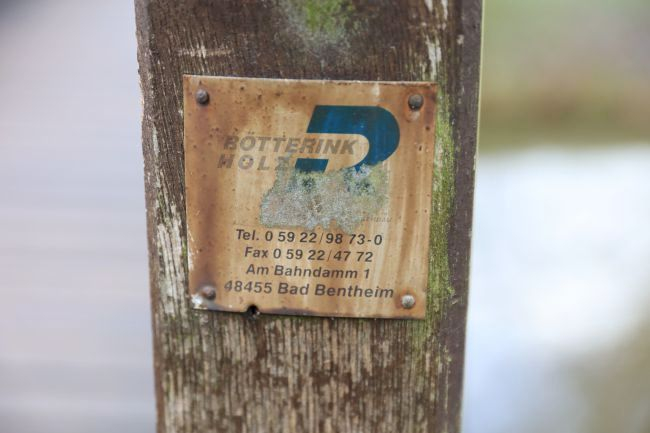 BÖTTERINK
HOLZ
Tel. 0 59 22/98 73-0
Fax 0 59 22/47 72
Am Bahndamm 1
48455 Bad Bentheim